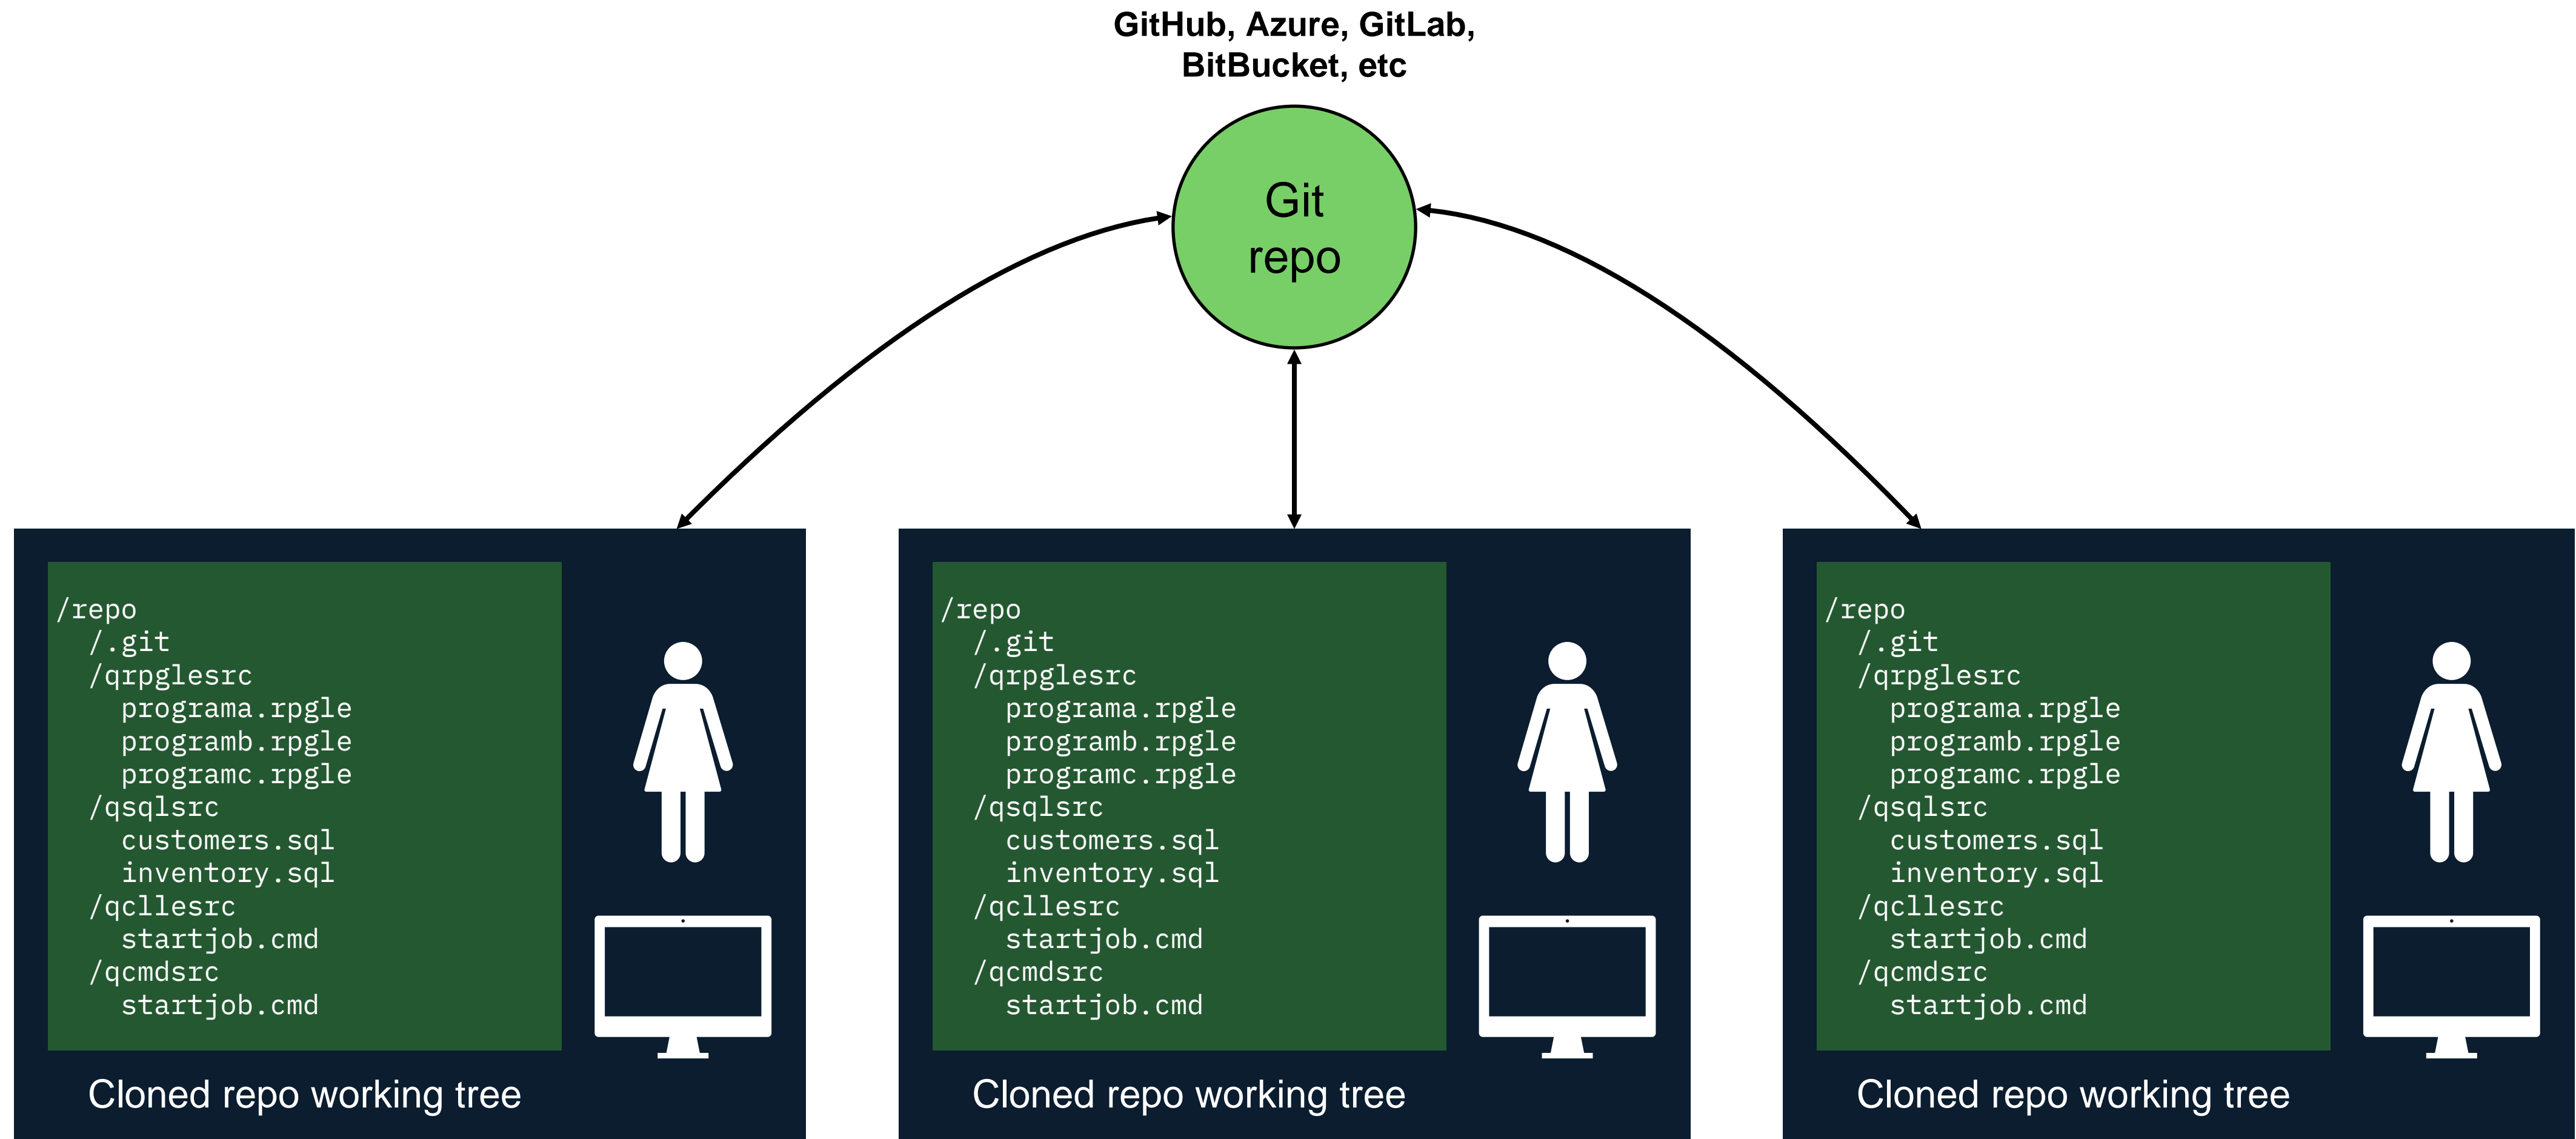 GitHub, Azure, GitLab,
BitBucket, etc
Git
repo
/repo
/.git
/qrpglesrc
programa.rpgle
programb.rpgle
programc.rpgle
/qsqlsrc
customers.sql
inventory.sql
/qcllesrc
startjob.cmd
/qcmdsrc
startjob.cmd
Cloned repo working tree
/repo
/.git
/qrpglesrc
programa.rpgle
programb.rpgle
programc.rpgle
/qsqlsrc
customers.sql
inventory.sql
/qcllesrc
startjob.cmd
/qcmdsrc
startjob.cmd
Cloned repo working tree
/repo
/.git
/qrpglesrc
programa.rpgle
programb.rpgle
programc.rpgle
/qsqlsrc
customers.sql
inventory.sql
/qcllesrc
startjob.cmd
/qcmdsrc
startjob.cmd
Cloned repo working tree